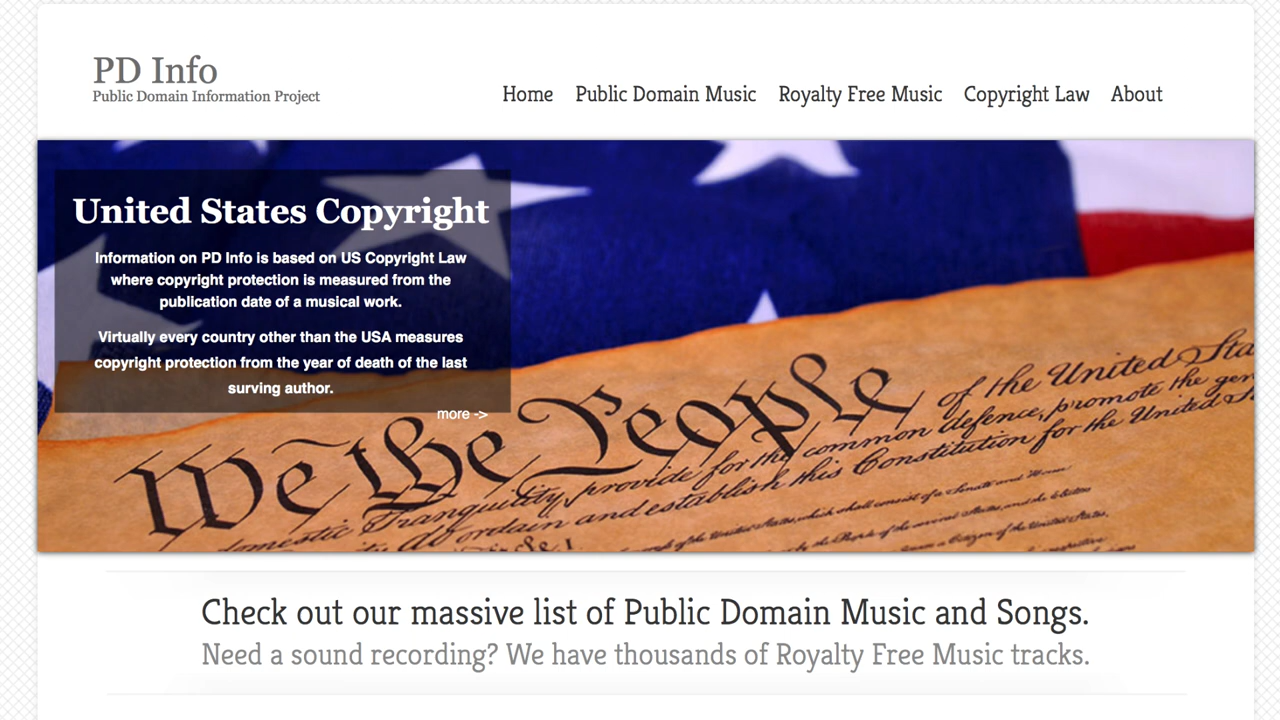 PD Info
Public Domain Information Project
Home Public Domain Music Royalty Free Music Copyright Law About
United States Copyright
Information on PD Info is based on US Copyright Law
where copyright protection is measured from the
publication date of a musical work.
Virtually every country other than the USA measures
copyright protection from the year of death of the last
surving author.
more ->
We the People of the United Sta
defence, promote the gen
domestic Tranquility, provide for the common
do ordain and establish this Constitution for the United S
Check out our massive list of Public Domain Music and Songs.
Need a sound recording? We have thousands of Royalty Free Music tracks.